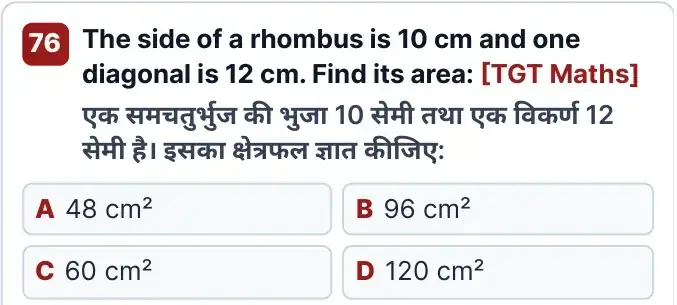 76 The side of a rhombus is 10 cm and one
diagonal is 12 cm. Find its area: [TGT Maths]
एक समचतुर्भुज की भुजा 10 सेमी तथा एक विकर्ण 12
सेमी है। इसका क्षेत्रफल ज्ञात कीजिए:
A 48 cm² B 96 cm²
C 60 cm² D 120 cm²